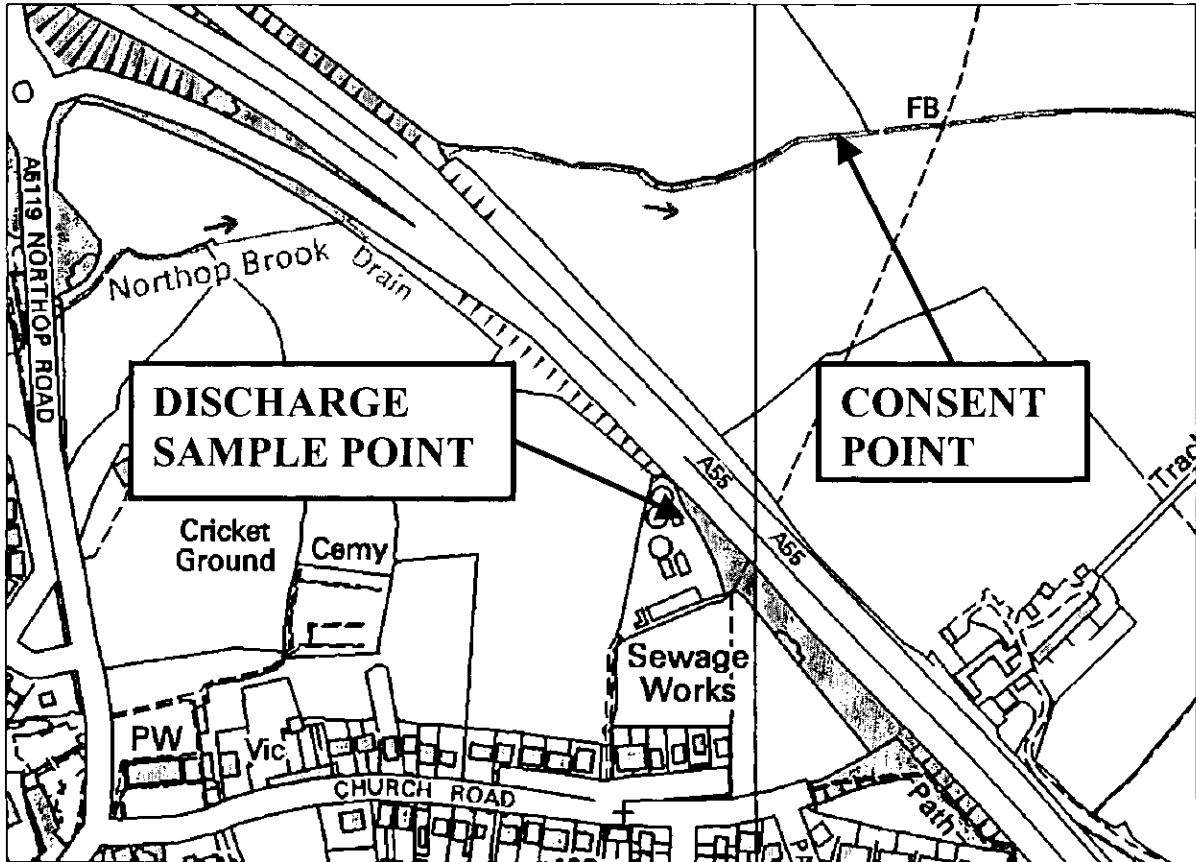 FB
A5119 NORTHOP ROAD
Northop Brook
Drain
DISCHARGE
SAMPLE POINT
CONSENT
POINT
A55
A55
Track
Cricket
Ground
Cemy
Sewage
Works
PW
Vic
CHURCH ROAD
Path